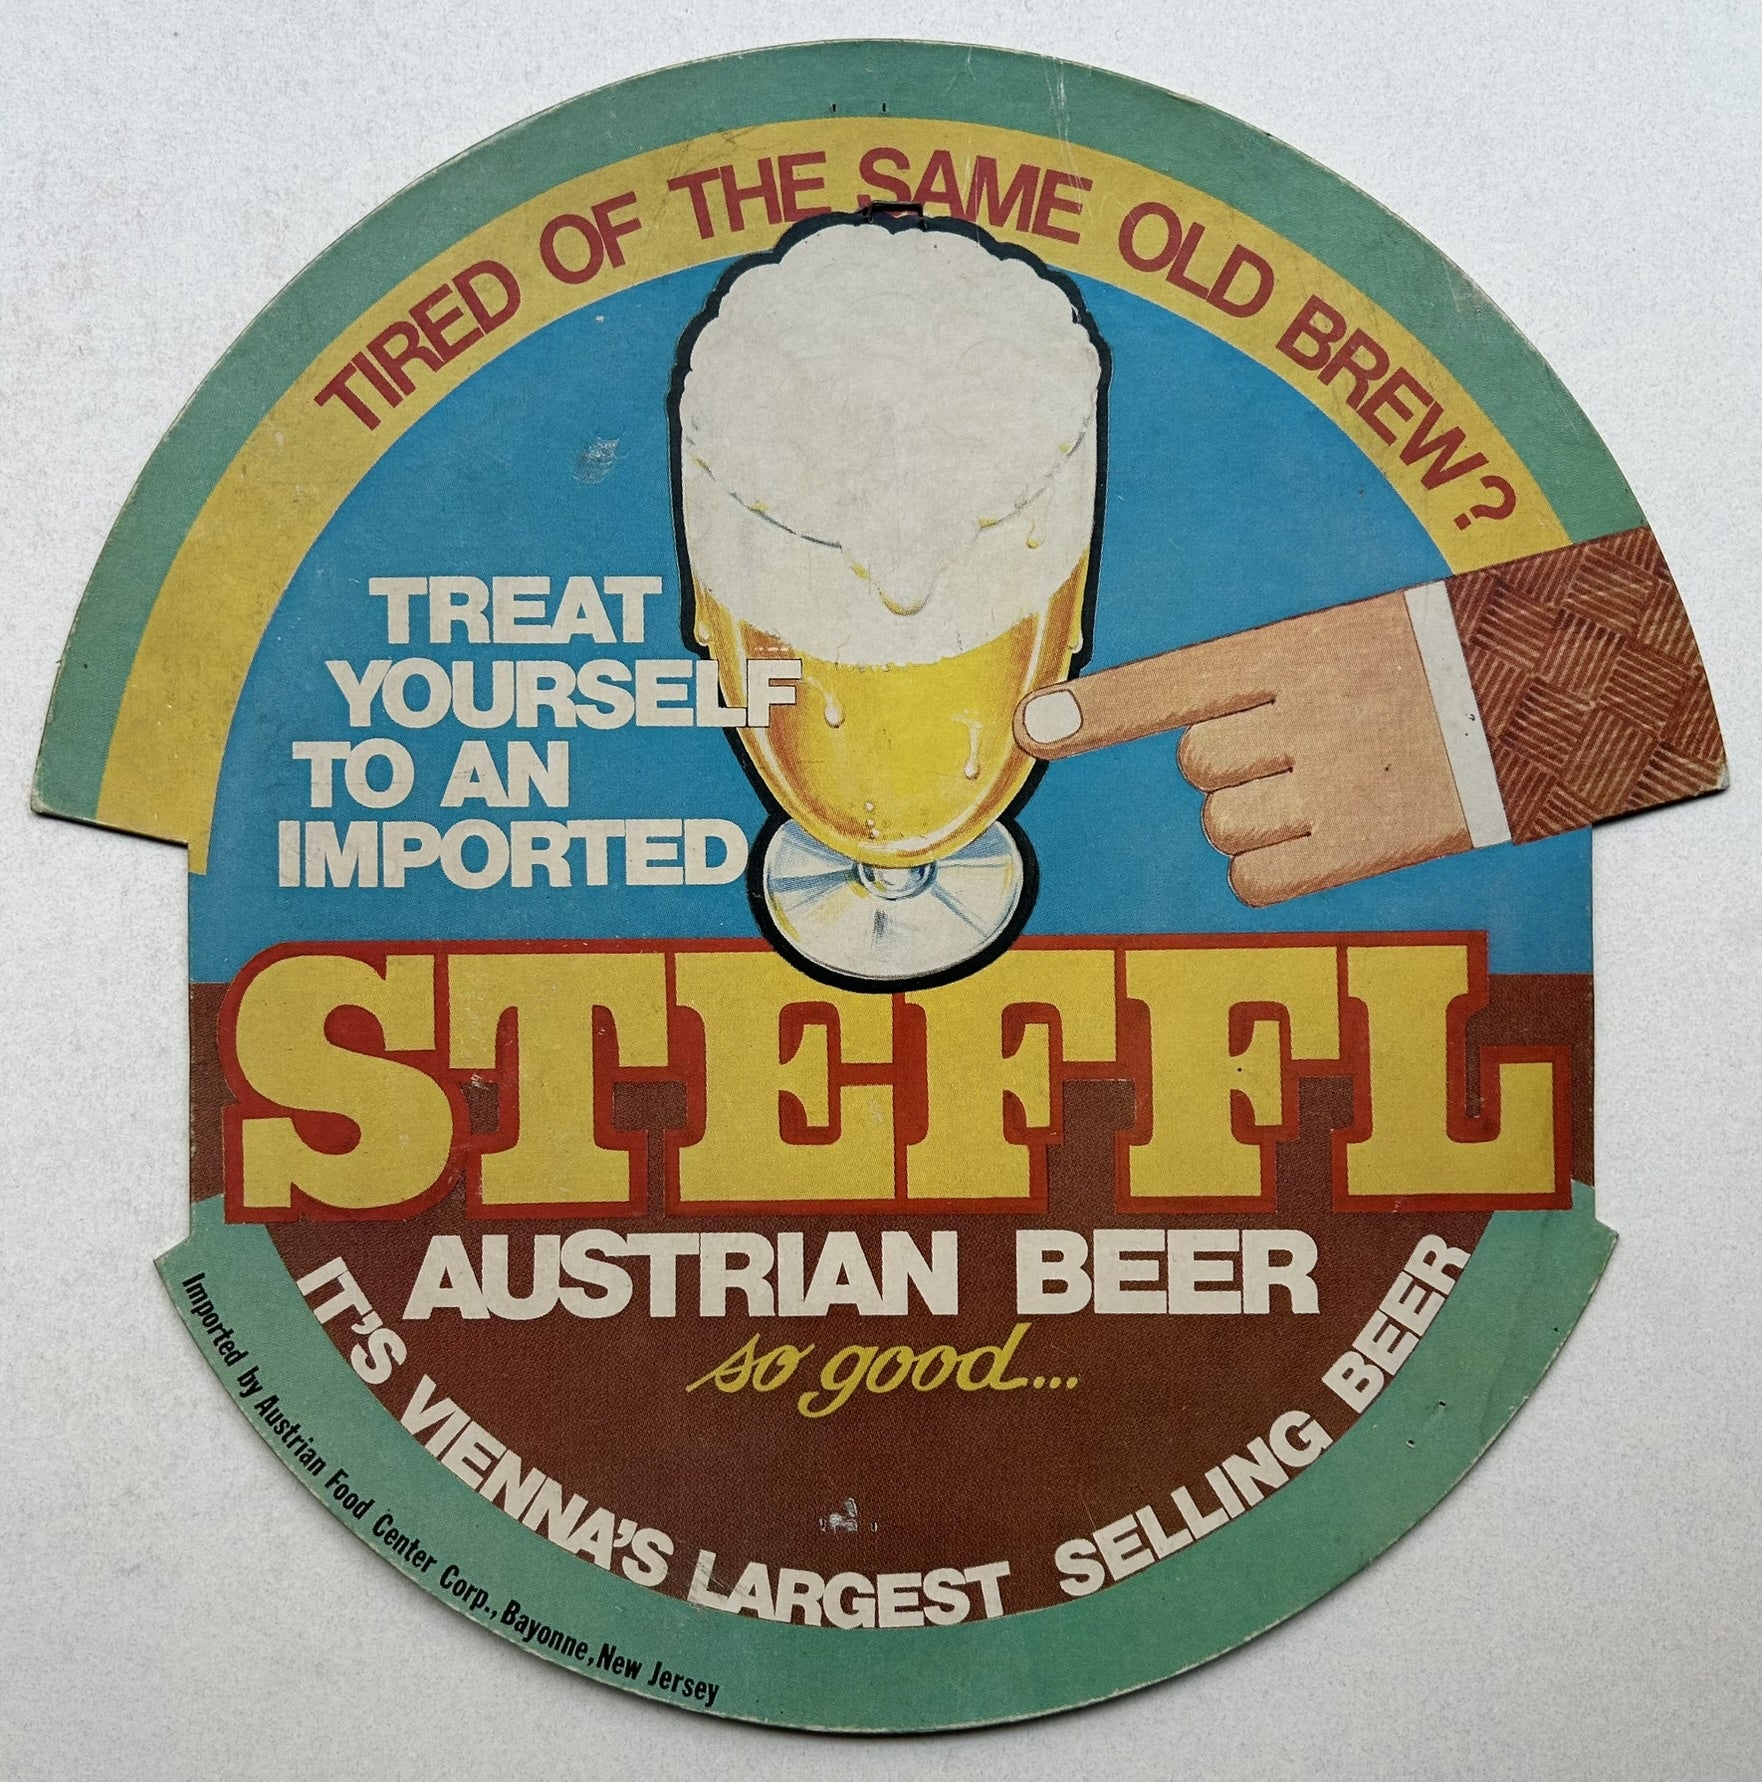 TIRED OF THE SAME OLD BREW?
TREAT
YOURSELF
TO AN
IMPORTED
STEFFL
AUSTRIAN BEER
so good...
IT'S VIENNA'S LARGEST SELLING BEER
Imported by Austrian Food Center Corp., Bayonne, New Jersey